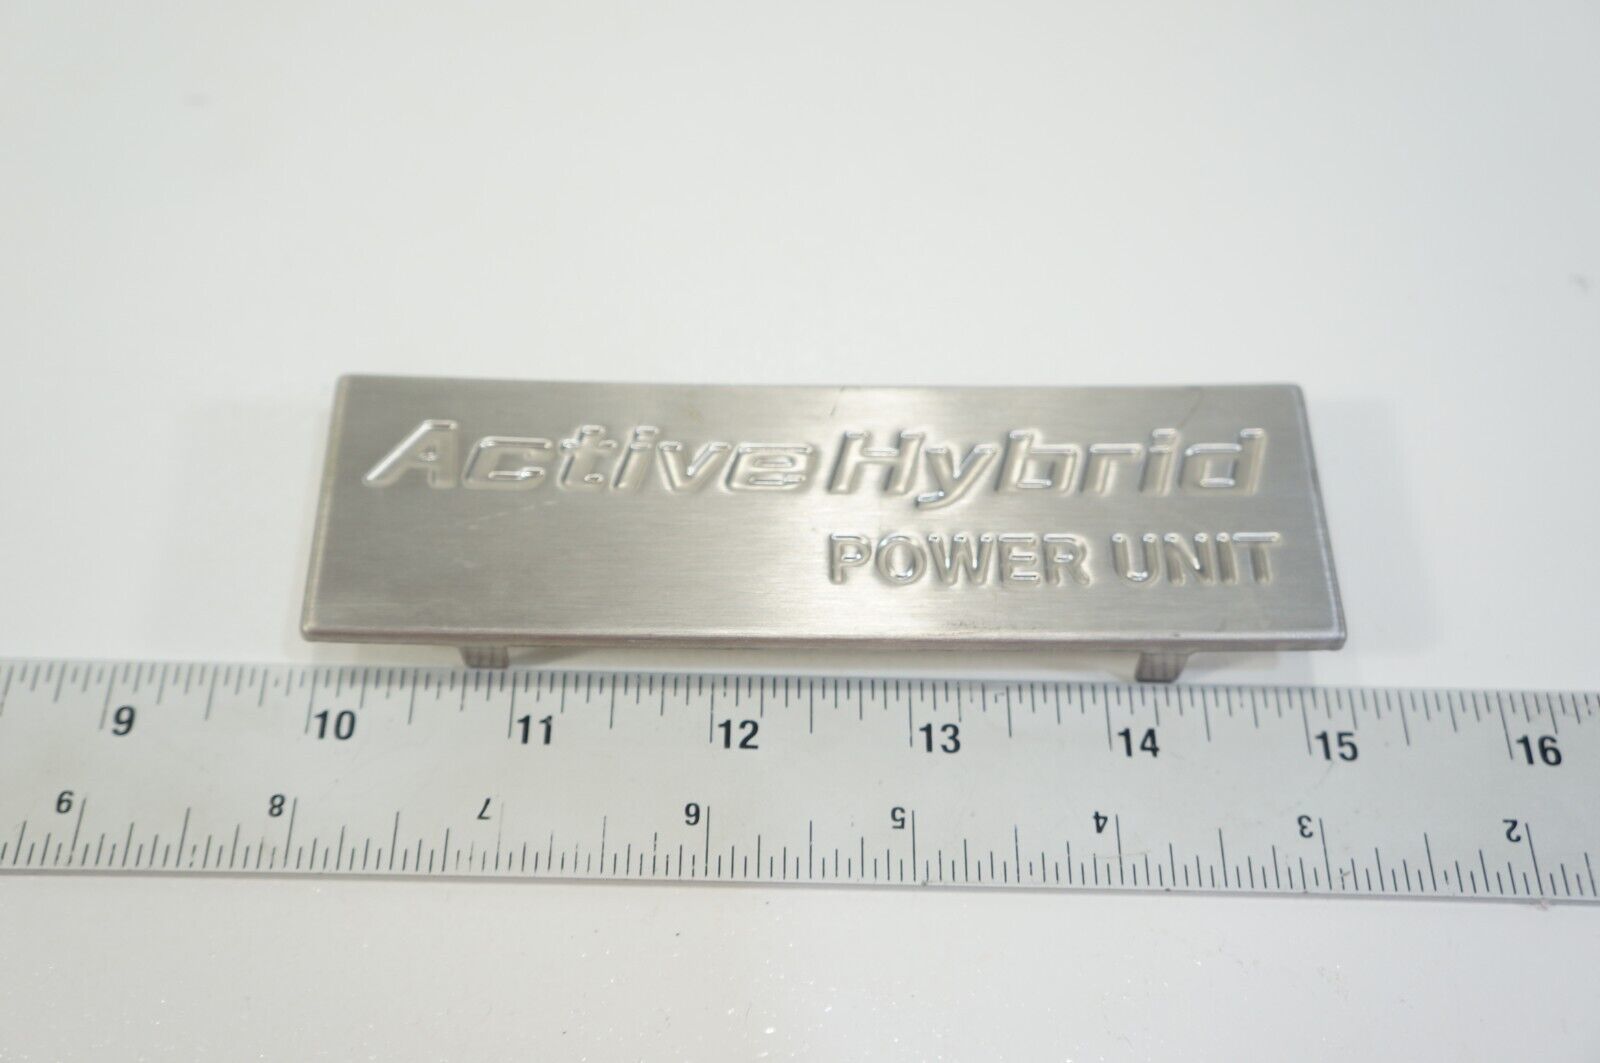 ActiveHybrid
POWER UNIT
9 10 11 12 13 14 15 16
9 8 7 6 5 4 3 2